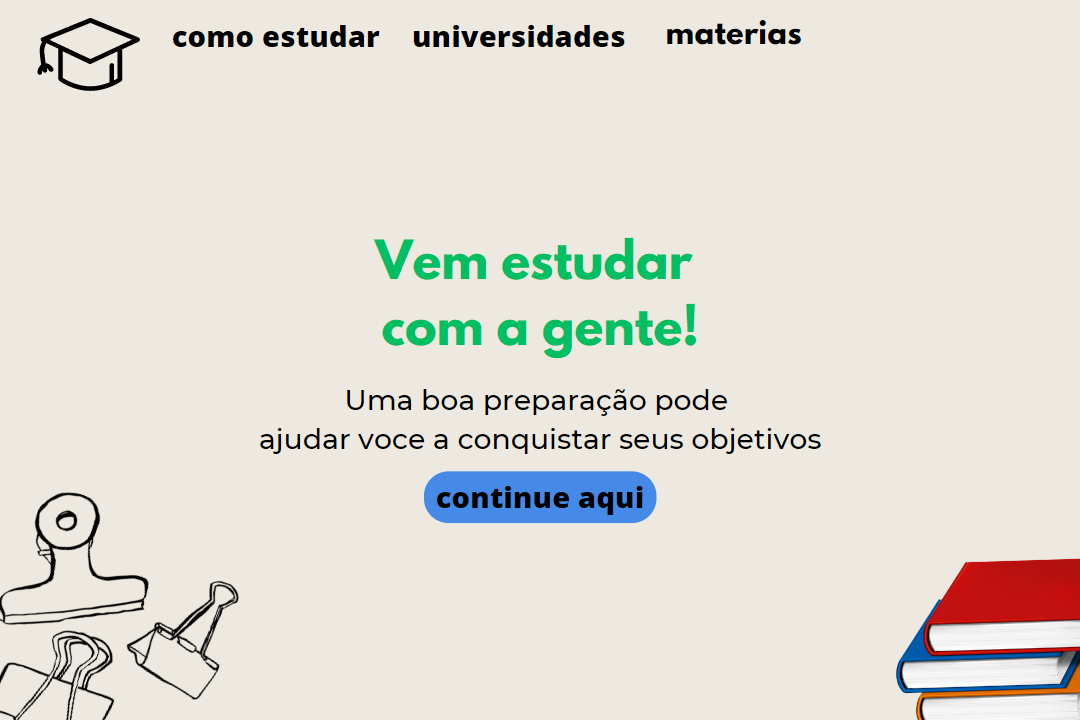 como estudar universidades materias
Vem estudar
com a gente!
Uma boa preparação pode
ajudar voce a conquistar seus objetivos
continue aqui